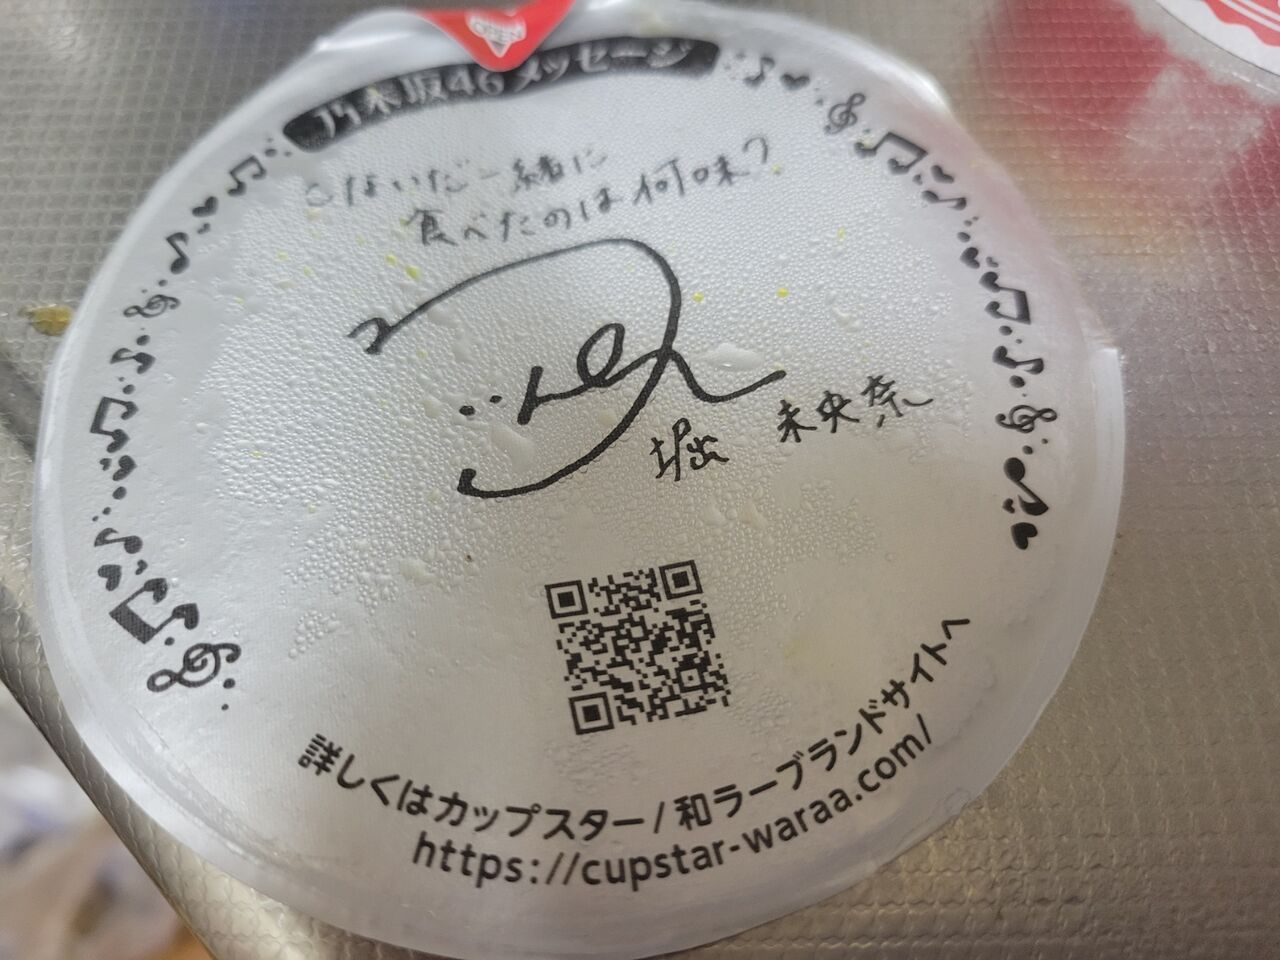 OPEN
乃木坂46メッセージ
こないだ一緒に
食べたのは何味?
堀 未央奈
詳しくはカップスター/和ラーブランドサイトへ
https://cupstar-waraa.com/